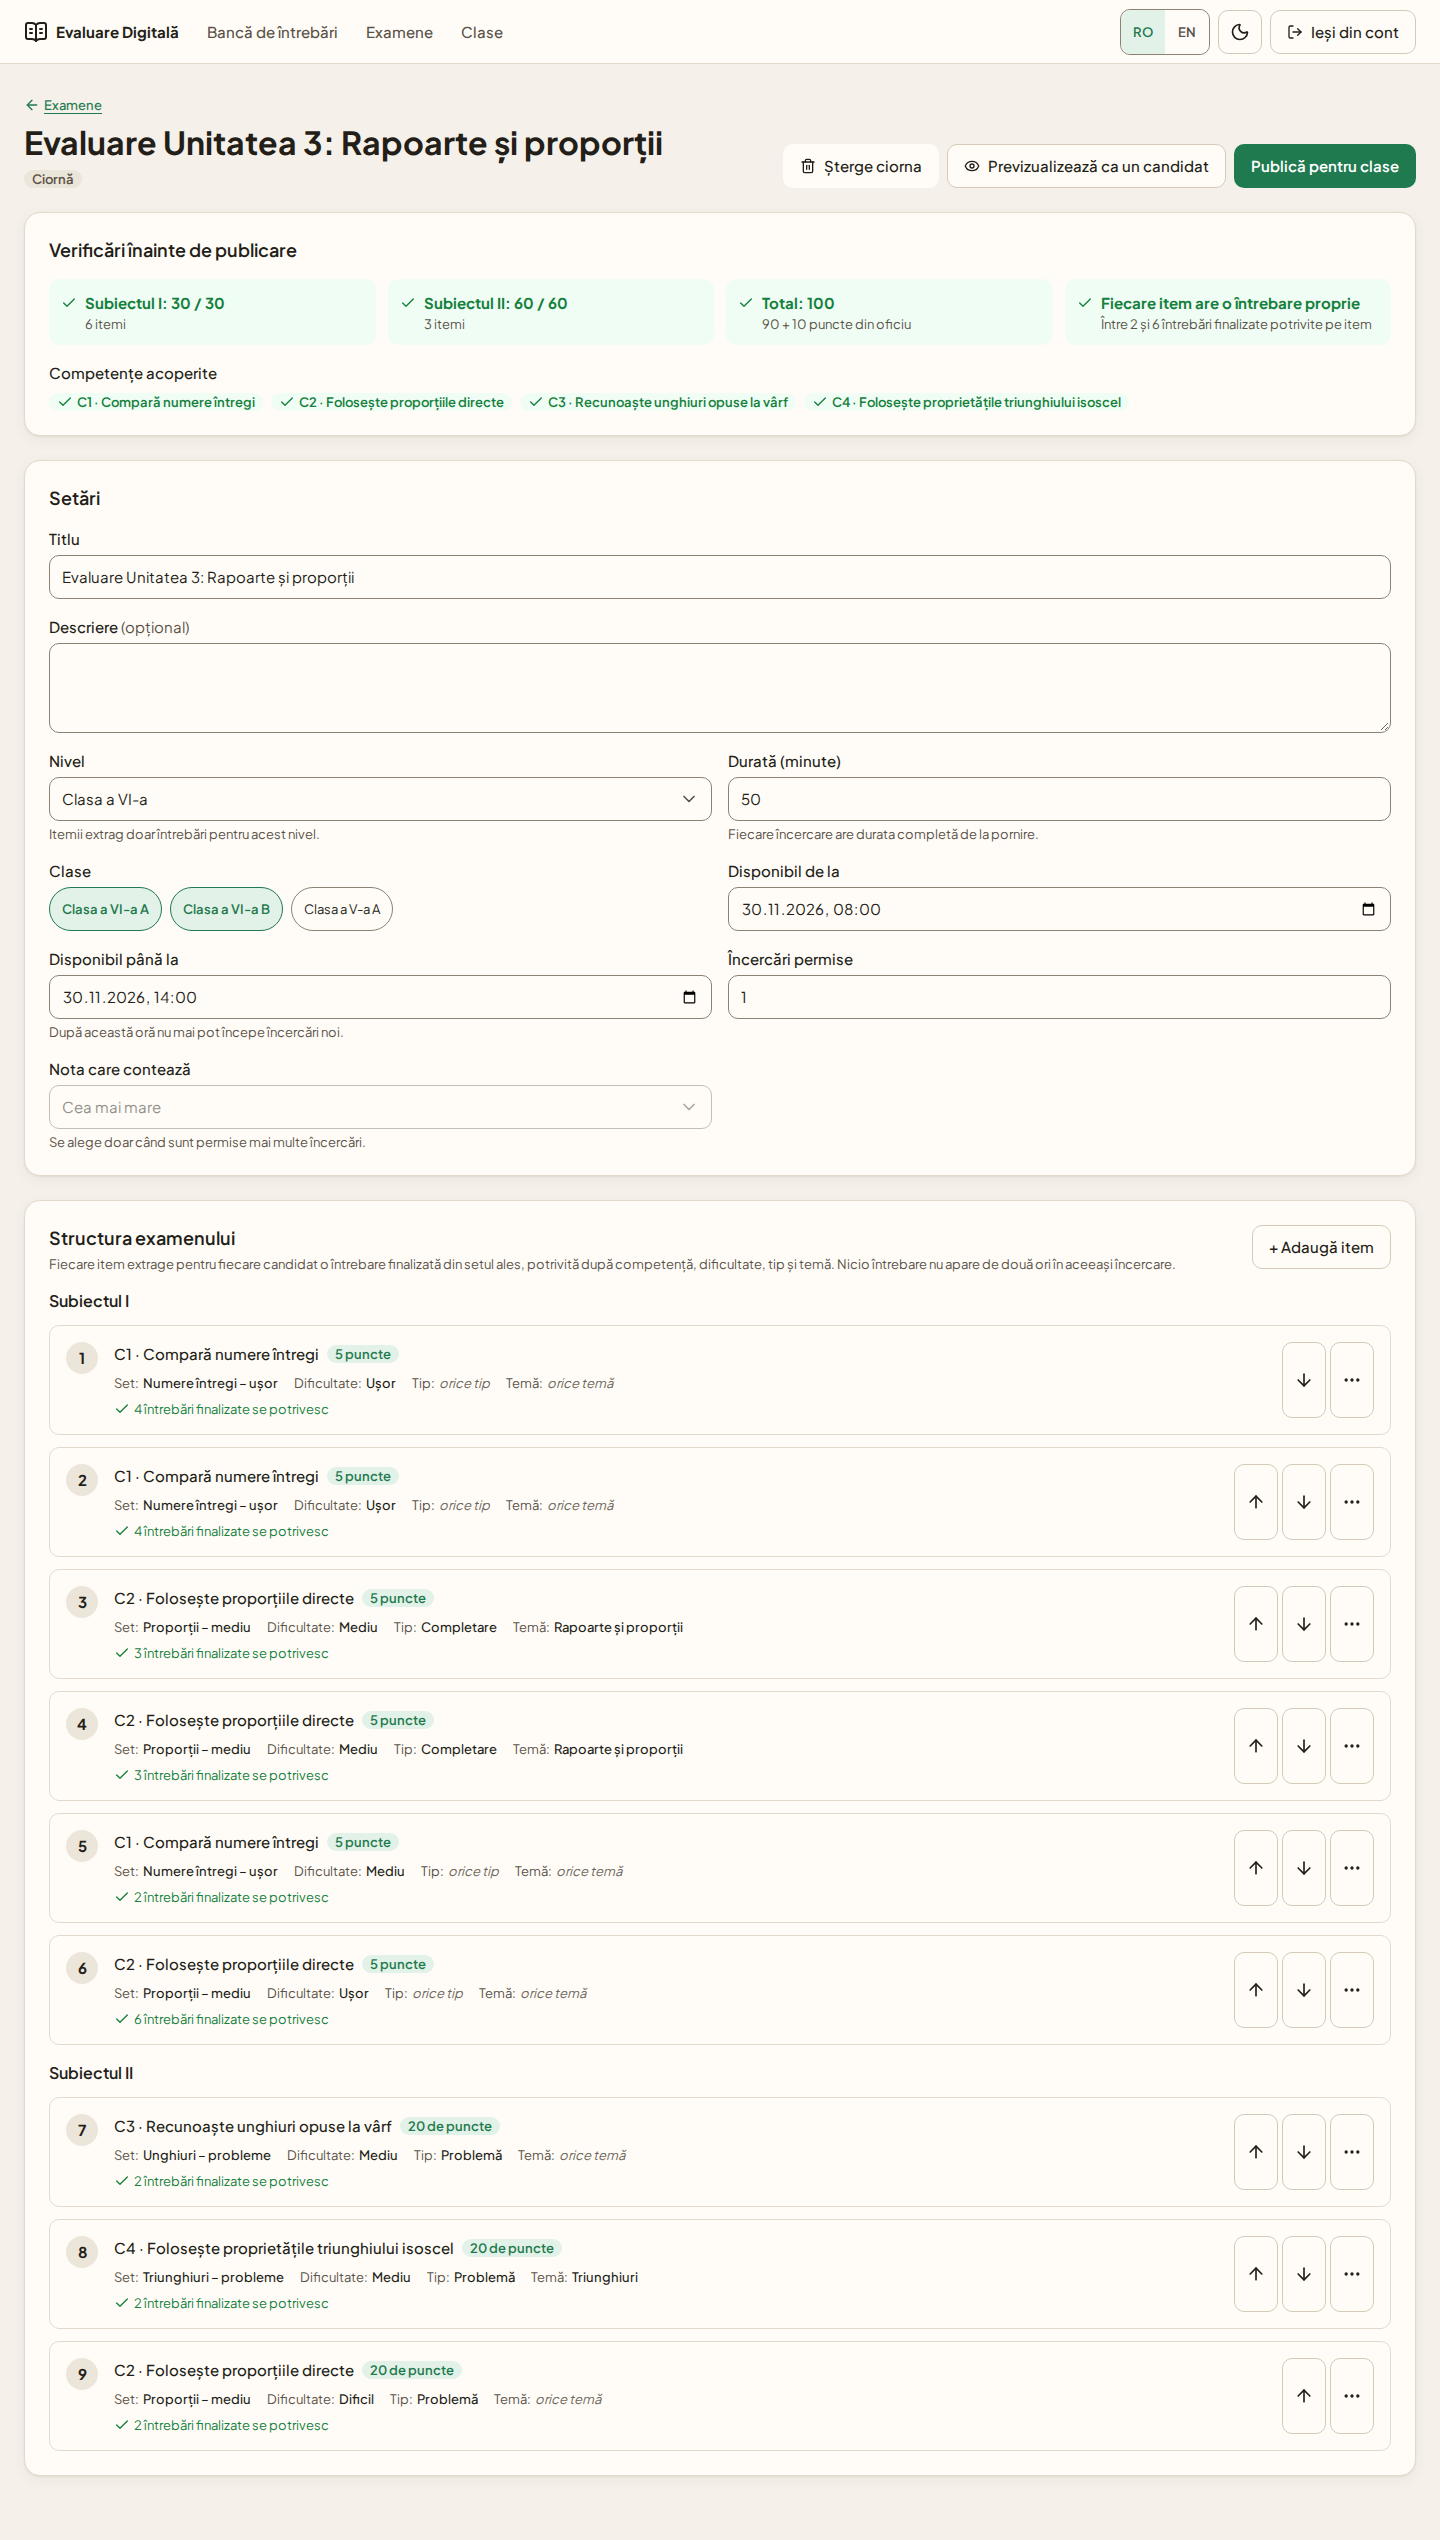 Evaluare Digitală Bancă de întrebări Examene Clase RO EN Ieși din cont
Examene
Evaluare Unitatea 3: Rapoarte și proporții
Ciornă
Șterge ciorna Previzualizează ca un candidat Publică pentru clase
Verificări înainte de publicare
Subiectul I: 30 / 30
6 itemi
Subiectul II: 60 / 60
3 itemi
Total: 100
90 + 10 puncte din oficiu
Fiecare item are o întrebare proprie
Între 2 și 6 întrebări finalizate potrivite pe item
Competențe acoperite
C1 · Compară numere întregi C2 · Folosește proporțiile directe C3 · Recunoaște unghiuri opuse la vârf C4 · Folosește proprietățile triunghiului isoscel
Setări
Titlu
Evaluare Unitatea 3: Rapoarte și proporții
Descriere (opțional)
Nivel
Clasa a VI-a
Itemii extrag doar întrebări pentru acest nivel.
Durată (minute)
50
Fiecare încercare are durata completă de la pornire.
Clase
Clasa a VI-a A Clasa a VI-a B Clasa a V-a A
Disponibil de la
30.11.2026, 08:00
Disponibil până la
30.11.2026, 14:00
După această oră nu mai pot începe încercări noi.
Încercări permise
1
Nota care contează
Cea mai mare
Se alege doar când sunt permise mai multe încercări.
Structura examenului
+ Adaugă item
Fiecare item extrage pentru fiecare candidat o întrebare finalizată din setul ales, potrivită după competență, dificultate, tip și temă. Nicio întrebare nu apare de două ori în aceeași încercare.
Subiectul I
1 C1 · Compară numere întregi 5 puncte
Set: Numere întregi – ușor Dificultate: Ușor Tip: orice tip Temă: orice temă
4 întrebări finalizate se potrivesc
2 C1 · Compară numere întregi 5 puncte
Set: Numere întregi – ușor Dificultate: Ușor Tip: orice tip Temă: orice temă
4 întrebări finalizate se potrivesc
3 C2 · Folosește proporțiile directe 5 puncte
Set: Proporții – mediu Dificultate: Mediu Tip: Completare Temă: Rapoarte și proporții
3 întrebări finalizate se potrivesc
4 C2 · Folosește proporțiile directe 5 puncte
Set: Proporții – mediu Dificultate: Mediu Tip: Completare Temă: Rapoarte și proporții
3 întrebări finalizate se potrivesc
5 C1 · Compară numere întregi 5 puncte
Set: Numere întregi – ușor Dificultate: Mediu Tip: orice tip Temă: orice temă
2 întrebări finalizate se potrivesc
6 C2 · Folosește proporțiile directe 5 puncte
Set: Proporții – mediu Dificultate: Ușor Tip: orice tip Temă: orice temă
6 întrebări finalizate se potrivesc
Subiectul II
7 C3 · Recunoaște unghiuri opuse la vârf 20 de puncte
Set: Unghiuri – probleme Dificultate: Mediu Tip: Problemă Temă: orice temă
2 întrebări finalizate se potrivesc
8 C4 · Folosește proprietățile triunghiului isoscel 20 de puncte
Set: Triunghiuri – probleme Dificultate: Mediu Tip: Problemă Temă: Triunghiuri
2 întrebări finalizate se potrivesc
9 C2 · Folosește proporțiile directe 20 de puncte
Set: Proporții – mediu Dificultate: Dificil Tip: Problemă Temă: orice temă
2 întrebări finalizate se potrivesc